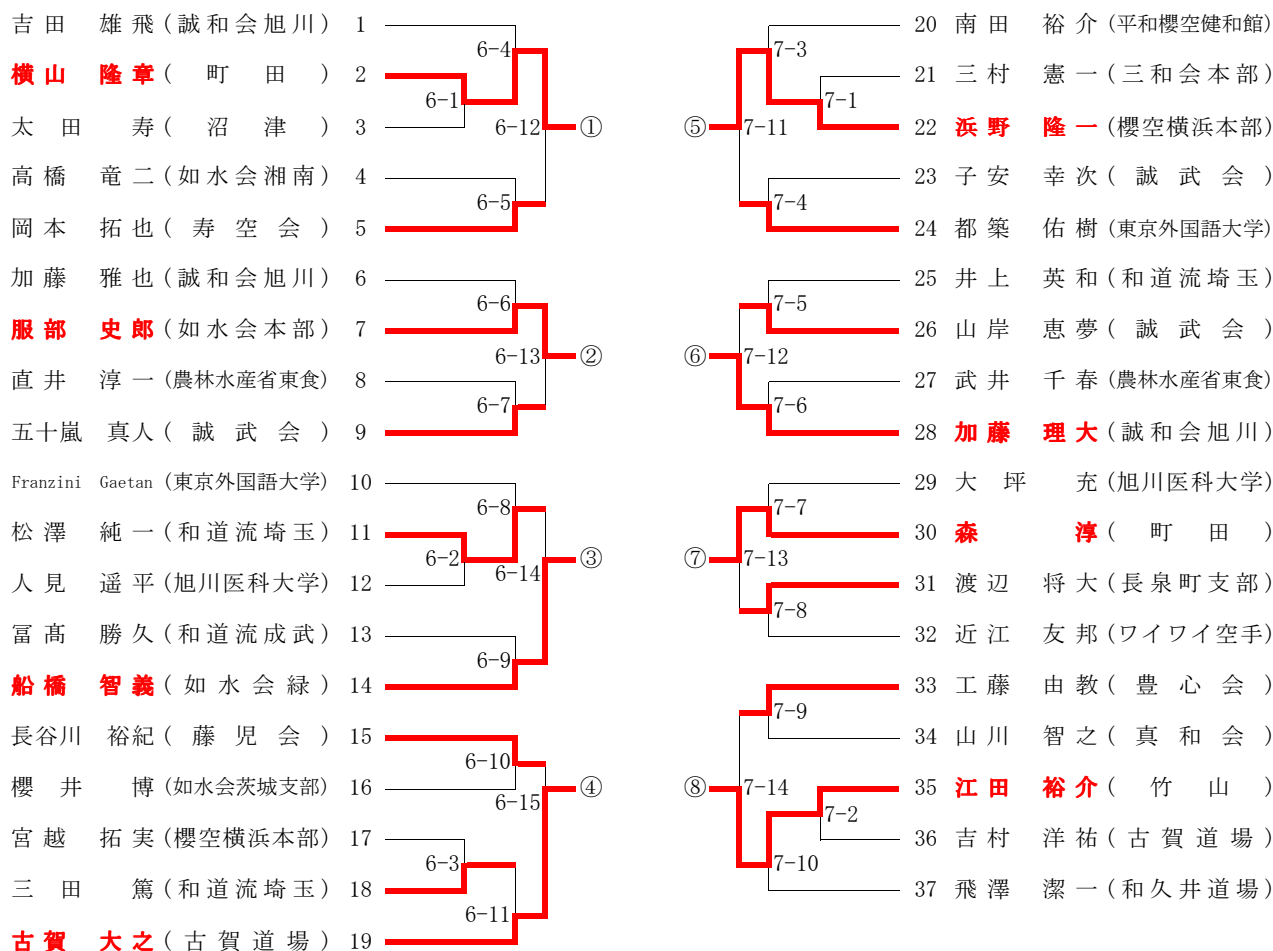 吉田 雄飛 (誠和会旭川) 1
6-4
横山 隆章 (町田) 2
6-1
太田 寿 (沼津) 3
6-12
①
高橋 竜二 (如水会湘南) 4
6-5
岡本 拓也 (寿空会) 5
加藤 雅也 (誠和会旭川) 6
6-6
服部 史郎 (如水会本部) 7
6-13
②
直井 淳一 (農林水産省東食) 8
6-7
五十嵐 真人 (誠武会) 9
Franzini Gaetan (東京外国語大学) 10
6-8
松澤 純一 (和道流埼玉) 11
6-2
6-14
③
人見 遥平 (旭川医科大学) 12
冨髙 勝久 (和道流成武) 13
6-9
船橋 智義 (如水会緑) 14
長谷川 裕紀 (藤児会) 15
6-10
櫻井 博 (如水会茨城支部) 16
6-15
④
宮越 拓実 (櫻空横浜本部) 17
6-3
三田 篤 (和道流埼玉) 18
6-11
古賀 大之 (古賀道場) 19
20 南田 裕介 (平和櫻空健和館)
7-3
21 三村 憲一 (三和会本部)
7-1
⑤
7-11
22 浜野 隆一 (櫻空横浜本部)
23 子安 幸次 (誠武会)
7-4
24 都築 佑樹 (東京外国語大学)
25 井上 英和 (和道流埼玉)
7-5
26 山岸 恵夢 (誠武会)
⑥
7-12
27 武井 千春 (農林水産省東食)
7-6
28 加藤 理大 (誠和会旭川)
29 大坪 充 (旭川医科大学)
7-7
30 森 淳 (町田)
⑦
7-13
31 渡辺 将大 (長泉町支部)
7-8
32 近江 友邦 (ワイワイ空手)
33 工藤 由教 (豊心会)
7-9
34 山川 智之 (真和会)
⑧
7-14
35 江田 裕介 (竹山)
7-2
36 吉村 洋祐 (古賀道場)
7-10
37 飛澤 潔一 (和久井道場)